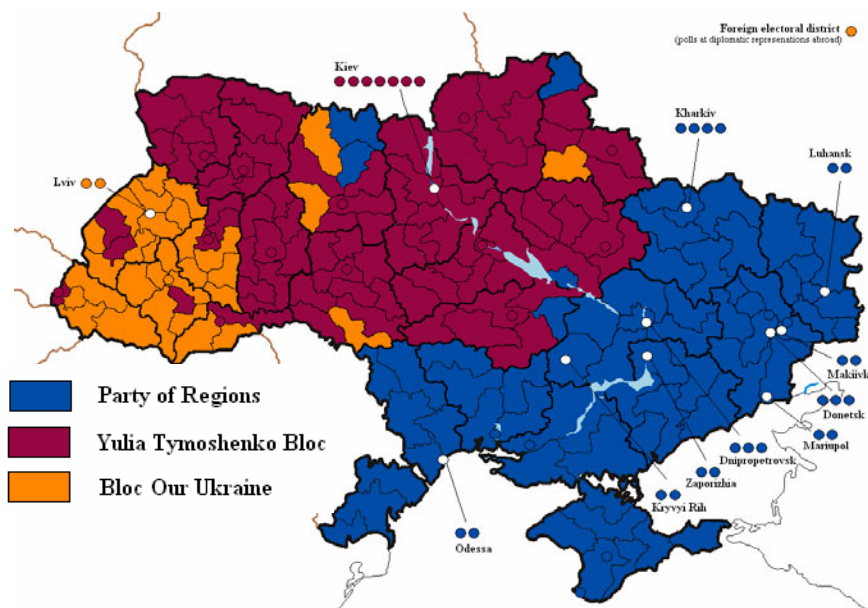 Foreign electoral district
(polls at diplomatic represenations abroad)
Kiev
Kharkiv
Luhansk
Lviv
Makiivka
Donetsk
Mariupol
Dnipropetrovsk
Zaporizhia
Kryvyi Rih
Odessa
Party of Regions
Yulia Tymoshenko Bloc
Bloc Our Ukraine